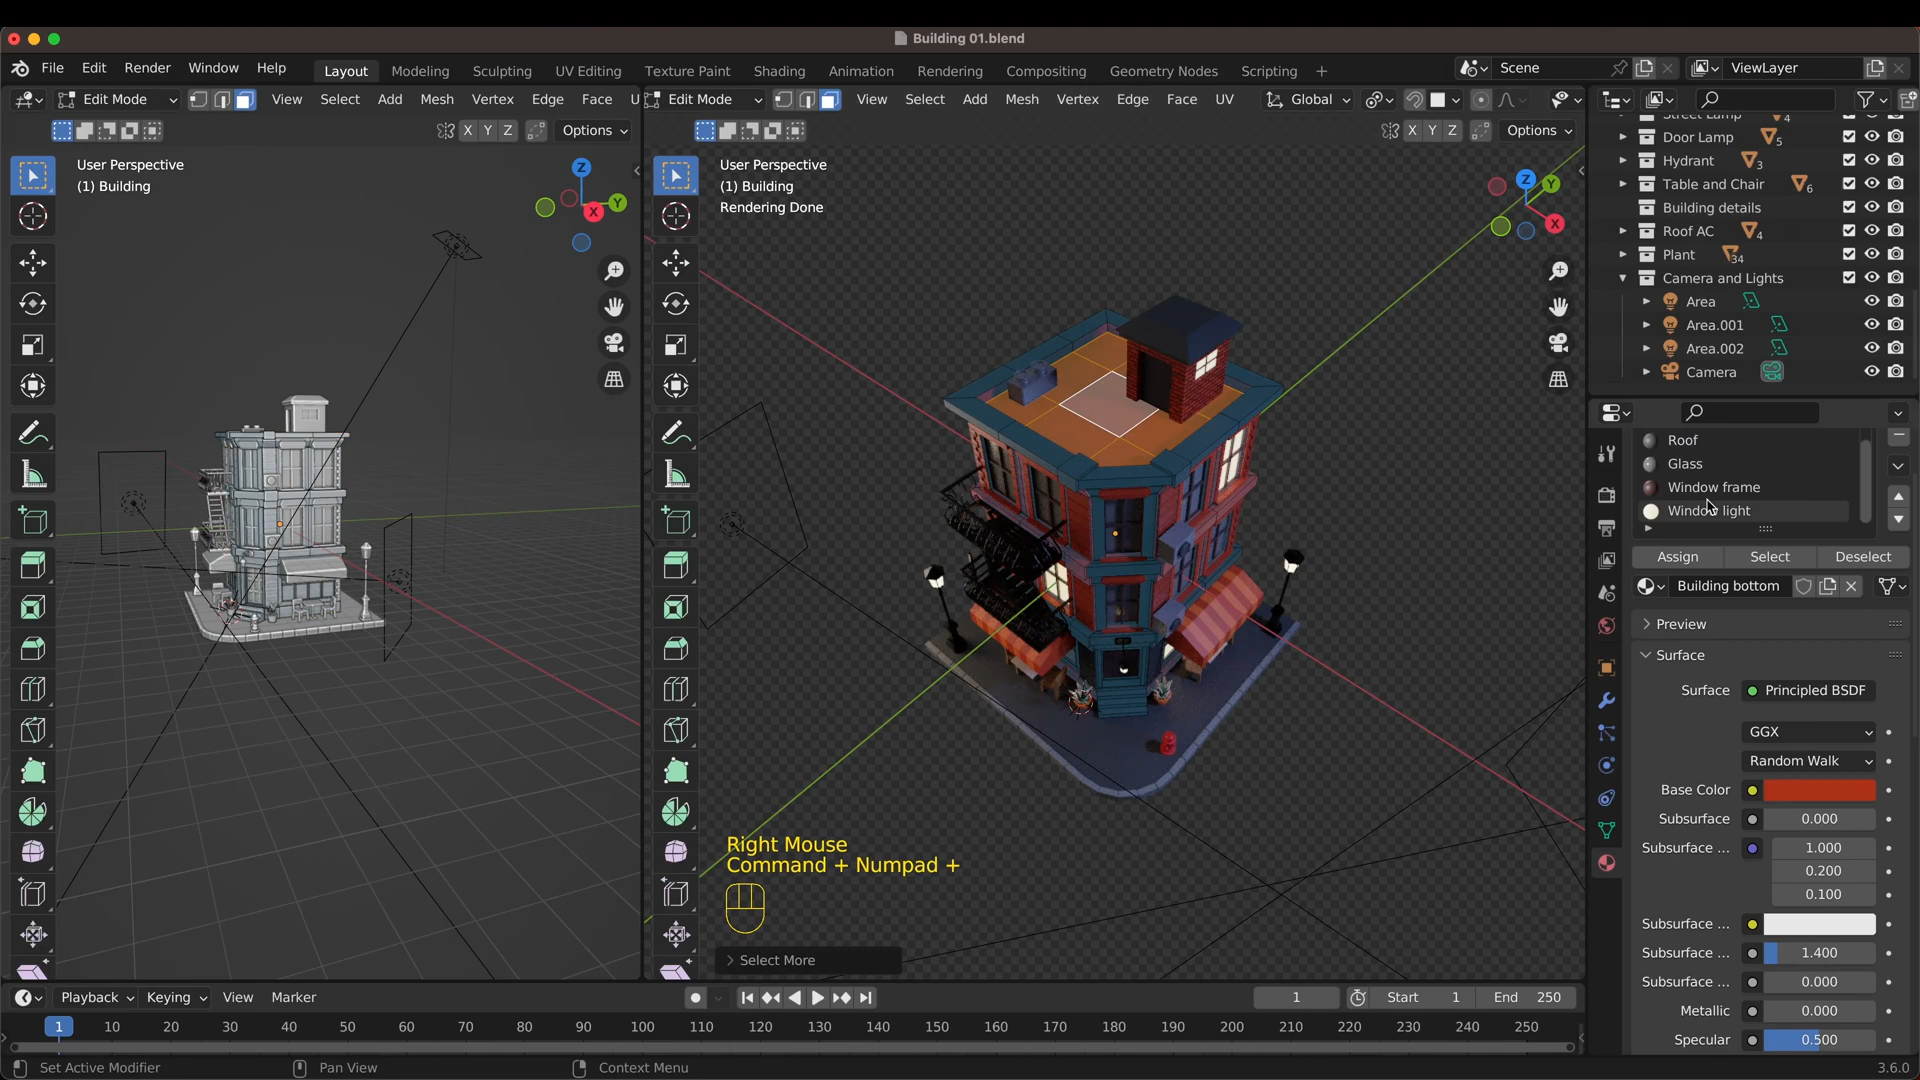 Building 01.blend
File Edit Render Window Help Layout Modeling Sculpting UV Editing Texture Paint Shading Animation Rendering Compositing Geometry Nodes Scripting + Scene ViewLayer
Edit Mode View Select Add Mesh Vertex Edge Face U
Edit Mode View Select Add Mesh Vertex Edge Face UV Global
X Y Z Options
X Y Z Options
User Perspective
(1) Building
Z
Y
X
User Perspective
(1) Building
Rendering Done
Z
Y
X
Right Mouse
Command + Numpad +
> Select More
Street Lamp 4
Door Lamp 5
Hydrant 3
Table and Chair 6
Building details
Roof AC 4
Plant 34
Camera and Lights
Area
Area.001
Area.002
Camera
Roof
Glass
Window frame
Window light
Assign Select Deselect
Building bottom
Preview
Surface
Surface Principled BSDF
GGX
Random Walk
Base Color
Subsurface 0.000
Subsurface ... 1.000
0.200
0.100
Subsurface ...
Subsurface ... 1.400
Subsurface ... 0.000
Metallic 0.000
Specular 0.500
Playback Keying View Marker 1 Start 1 End 250
1 10 20 30 40 50 60 70 80 90 100 110 120 130 140 150 160 170 180 190 200 210 220 230 240 250
Set Active Modifier Pan View Context Menu 3.6.0